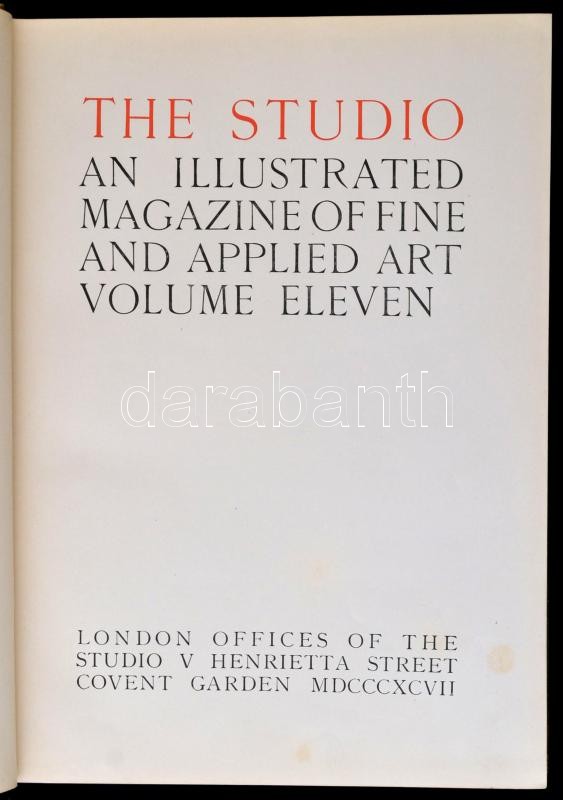 THE STUDIO
AN ILLUSTRATED
MAGAZINE OF FINE
AND APPLIED ART
VOLUME ELEVEN
darabanth
LONDON OFFICES OF THE
STUDIO V HENRIETTA STREET
COVENT GARDEN MDCCCXCVII